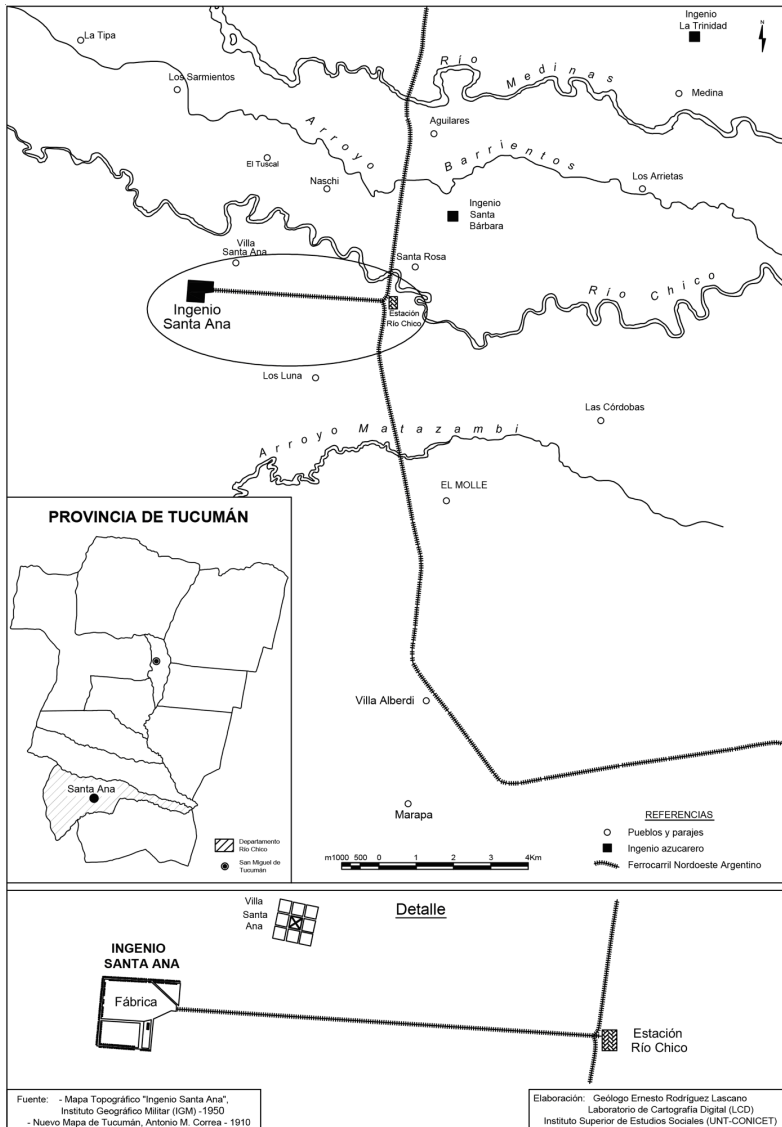 Ingenio
La Trinidad
N
La Tipa
Río Medinas
Los Sarmientos
Medina
Aguilares
Arroyo Barrientos
El Tuscal
Naschi
Los Arrietas
Ingenio
Santa
Bárbara
Villa
Santa Ana
Santa Rosa
Río Chico
Ingenio
Santa Ana
Estación
Río Chico
Los Luna
Las Córdobas
Arroyo Matazambi
EL MOLLE
PROVINCIA DE TUCUMÁN
Santa Ana
Departamento
Río Chico
San Miguel de
Tucumán
Villa Alberdi
Marapa
m1000 500 0 1 2 3 4Km
REFERENCIAS
Pueblos y parajes
Ingenio azucarero
Ferrocarril Nordoeste Argentino
Detalle
Villa
Santa
Ana
INGENIO
SANTA ANA
Fábrica
Estación
Río Chico
Fuente: - Mapa Topográfico "Ingenio Santa Ana",
Instituto Geográfico Militar (IGM) -1950
- Nuevo Mapa de Tucumán, Antonio M. Correa - 1910
Elaboración: Geólogo Ernesto Rodríguez Lascano
Laboratorio de Cartografía Digital (LCD)
Instituto Superior de Estudios Sociales (UNT-CONICET)